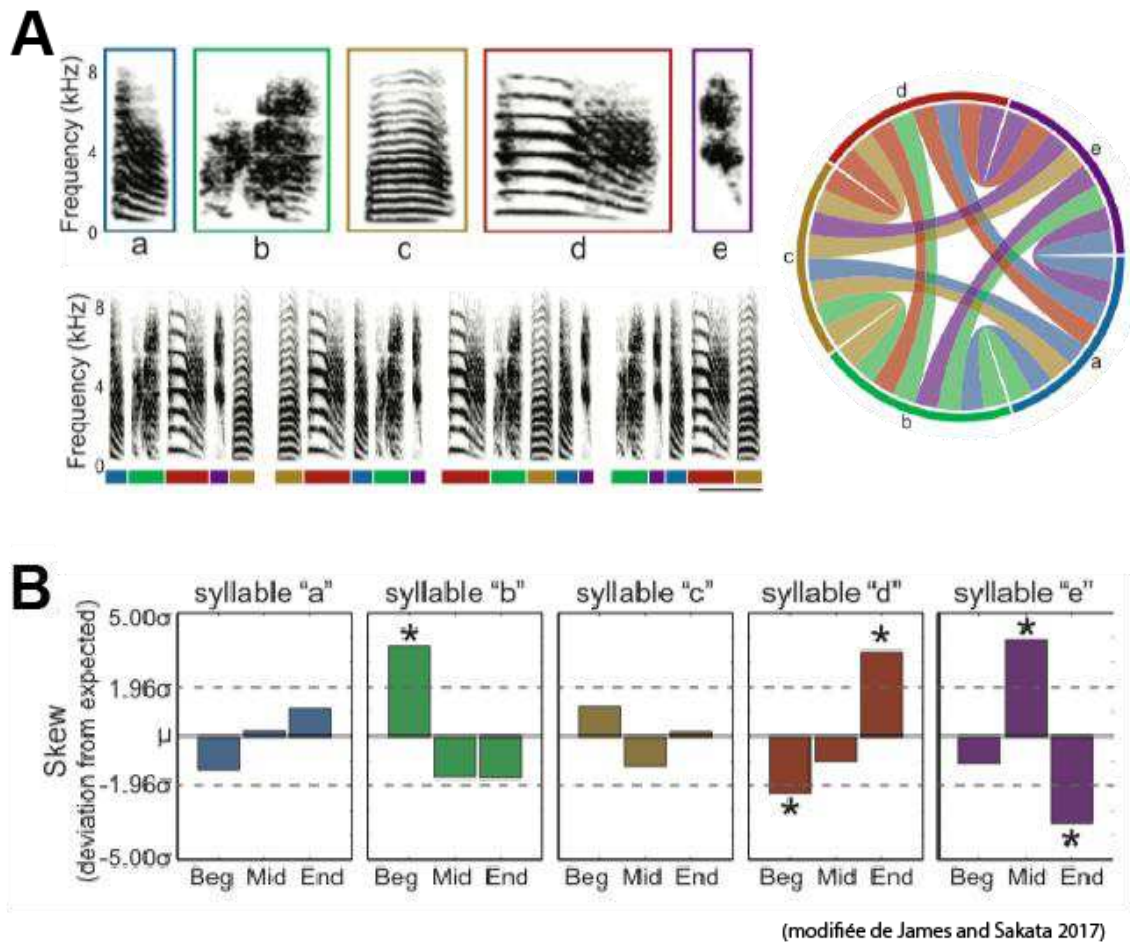 A
Frequency (kHz)
8
4
0
a b c d e
Frequency (kHz)
8
4
0
d
e
c
a
b
B
syllable “a” syllable “b” syllable “c” syllable “d” syllable “e”
Skew
(deviation from expected)
5.00σ
1.96σ
μ
-1.96σ
-5.00σ
* * * * *
Beg Mid End Beg Mid End Beg Mid End Beg Mid End Beg Mid End
(modifiée de James and Sakata 2017)